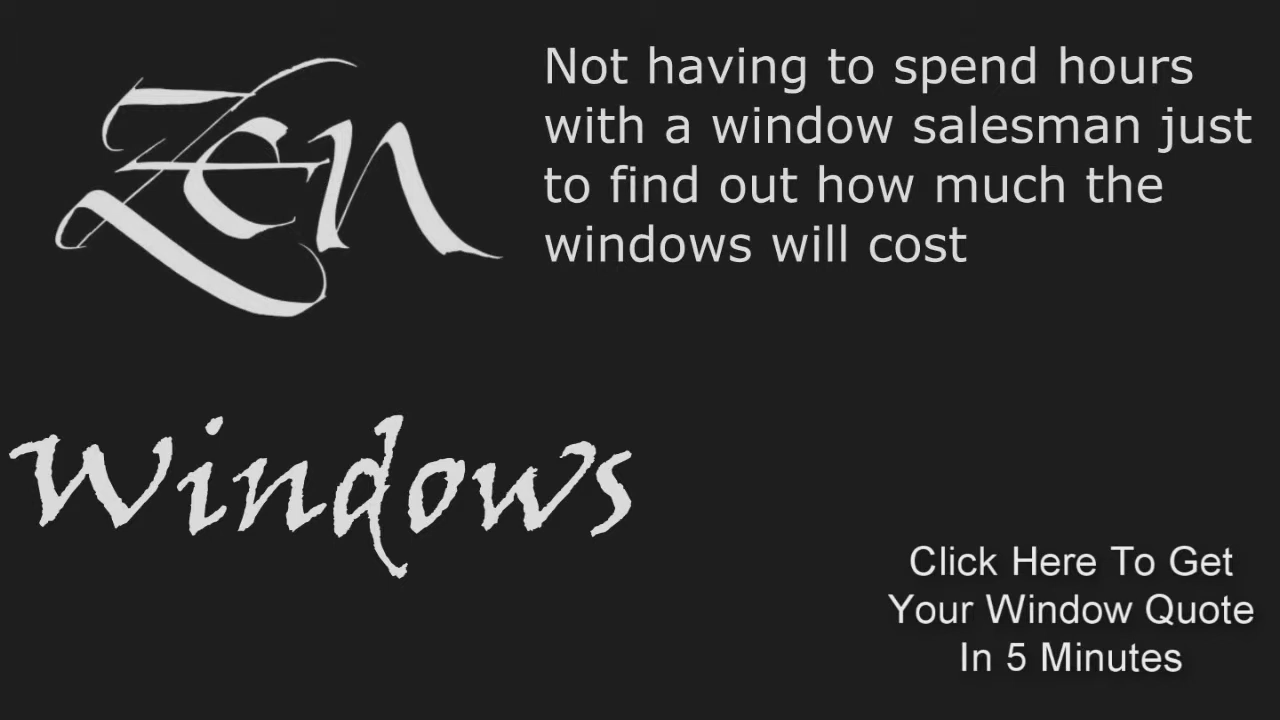 Zen
Not having to spend hours
with a window salesman just
to find out how much the
windows will cost
Windows
Click Here To Get
Your Window Quote
In 5 Minutes